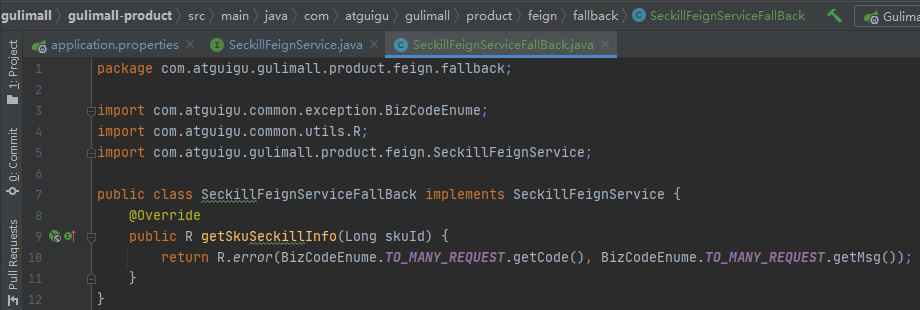 gulimall > gulimall-product > src > main > java > com > atguigu > gulimall > product > feign > fallback > SeckillFeignServiceFallBack
Gulima
application.properties × SeckillFeignService.java × SeckillFeignServiceFallBack.java ×
1: Project
0: Commit
Pull Requests
1 package com.atguigu.gulimall.product.feign.fallback;
2
3 import com.atguigu.common.exception.BizCodeEnume;
4 import com.atguigu.common.utils.R;
5 import com.atguigu.gulimall.product.feign.SeckillFeignService;
6
7 public class SeckillFeignServiceFallBack implements SeckillFeignService {
8 @Override
9 public R getSkuSeckillInfo(Long skuId) {
10 return R.error(BizCodeEnume.TO_MANY_REQUEST.getCode(), BizCodeEnume.TO_MANY_REQUEST.getMsg());
11 }
12 }